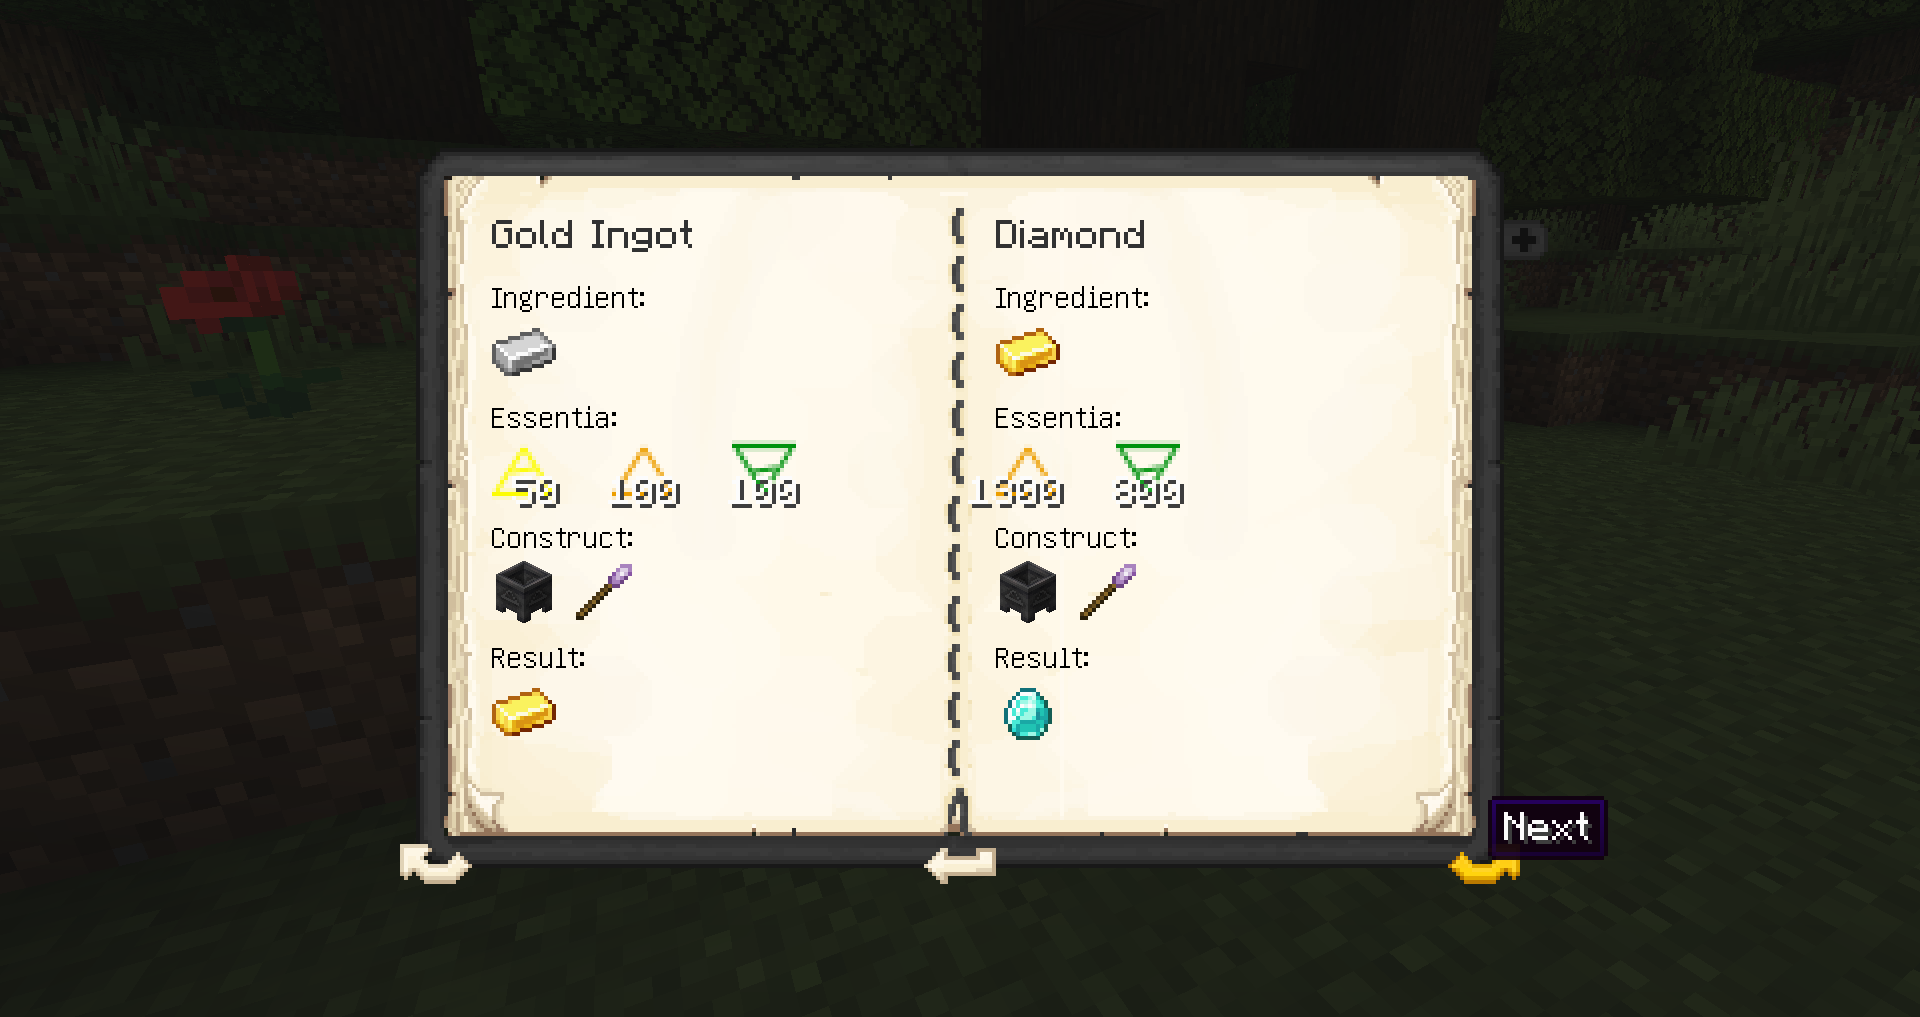 Gold Ingot
Ingredient:
Essentia:
Construct:
Result:
Diamond
Ingredient:
Essentia:
Construct:
Result:
Next